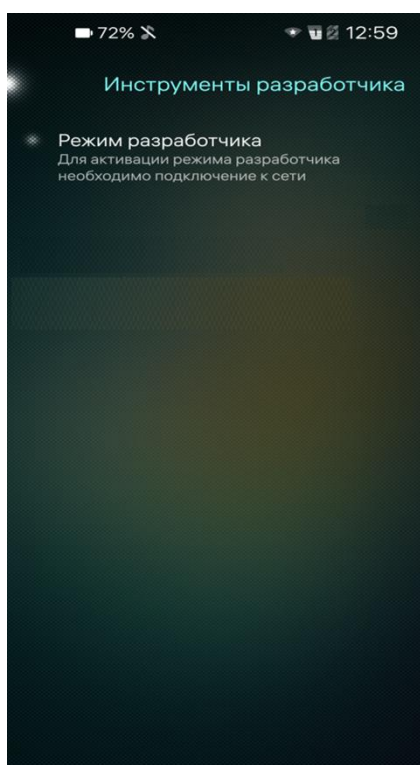 72% 12:59
Инструменты разработчика
Режим разработчика
Для активации режима разработчика
необходимо подключение к сети